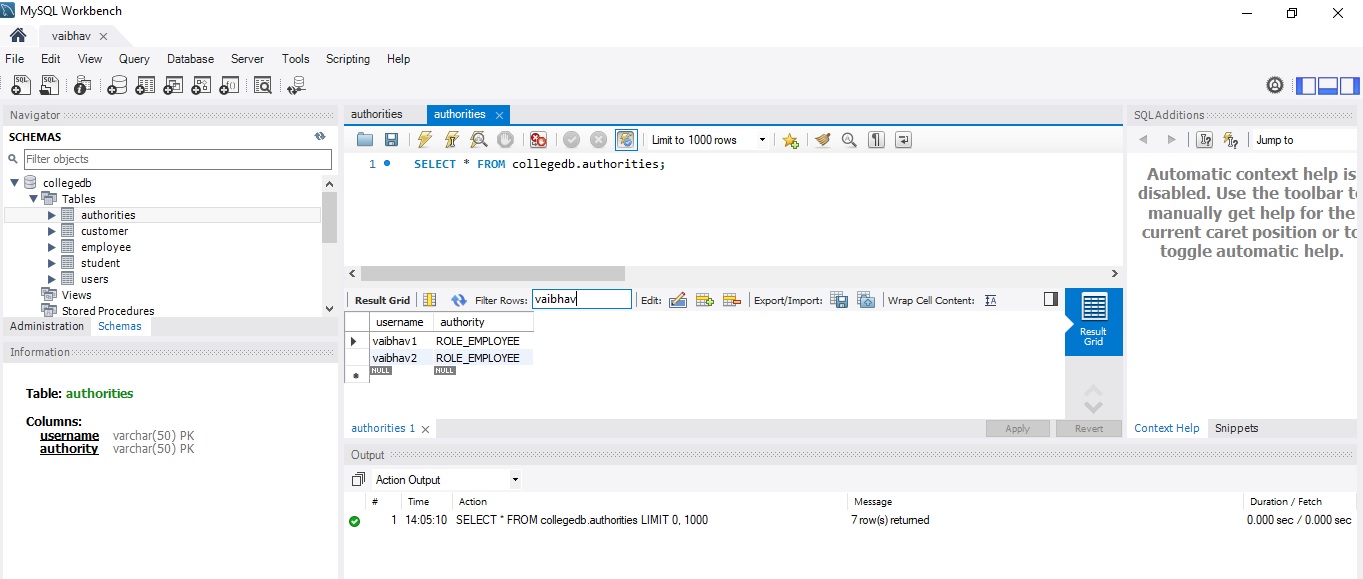 MySQL Workbench
vaibhav
File Edit View Query Database Server Tools Scripting Help
Navigator
SCHEMAS
Filter objects
collegedb
Tables
authorities
customer
employee
student
users
Views
Stored Procedures
Administration Schemas
Information
Table: authorities
Columns:
username varchar(50) PK
authority varchar(50) PK
authorities authorities
Limit to 1000 rows
1 SELECT * FROM collegedb.authorities;
Result Grid Filter Rows: vaibhav Edit: Export/Import: Wrap Cell Content:
username authority
vaibhav1 ROLE_EMPLOYEE
vaibhav2 ROLE_EMPLOYEE
NULL NULL
Result
Grid
authorities 1 Apply Revert
SQLAdditions
Jump to
Automatic context help is
disabled. Use the toolbar to
manually get help for the
current caret position or to
toggle automatic help.
Context Help Snippets
Output
Action Output
# Time Action Message Duration / Fetch
1 14:05:10 SELECT * FROM collegedb.authorities LIMIT 0, 1000 7 row(s) returned 0.000 sec / 0.000 sec